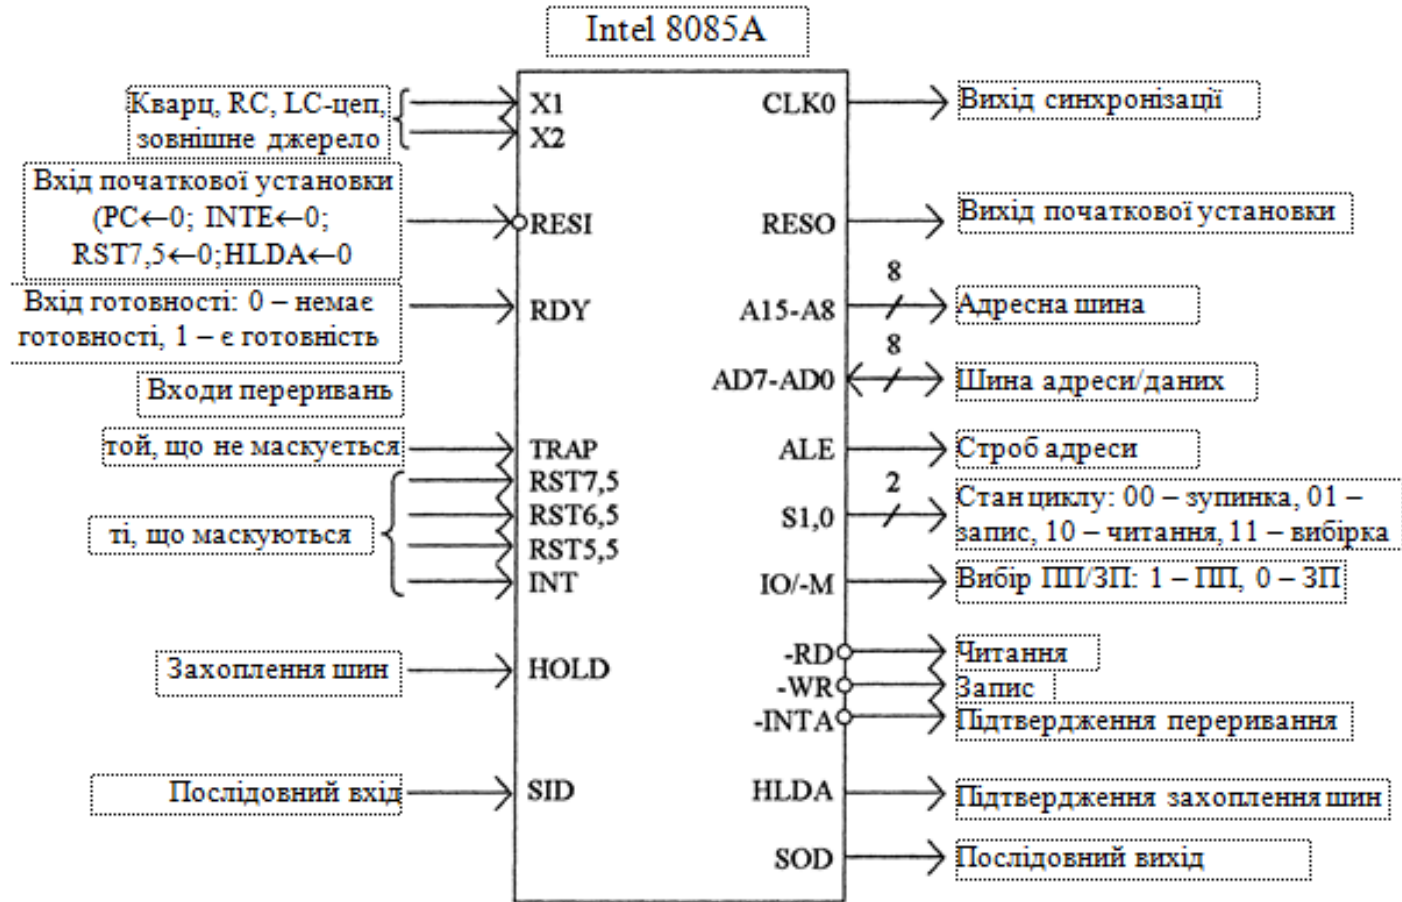 Intel 8085A
Кварц, RC, LC-цеп,
зовнішне джерело
X1
X2
CLK0
Вихід синхронізації
Вхід початкової установки
(PC←0; INTE←0;
RST7,5←0;HLDA←0
RESI
RESO
Вихід початкової установки
Вхід готовності: 0 – немає
готовності, 1 – є готовність
RDY
A15-A8
8
Адресна шина
AD7-AD0
8
Шина адреси/даних
Входи переривань
той, що не маскується
TRAP
ALE
Строб адреси
ті, що маскуються
RST7,5
RST6,5
RST5,5
INT
S1,0
2
Стан циклу: 00 – зупинка, 01 –
запис, 10 – читання, 11 – вибірка
IO/-M
Вибір ПП/ЗП: 1 – ПП, 0 – ЗП
Захоплення шин
HOLD
-RD
Читання
-WR
Запис
-INTA
Підтвердження переривання
Послідовний вхід
SID
HLDA
Підтвердження захоплення шин
SOD
Послідовний вихід